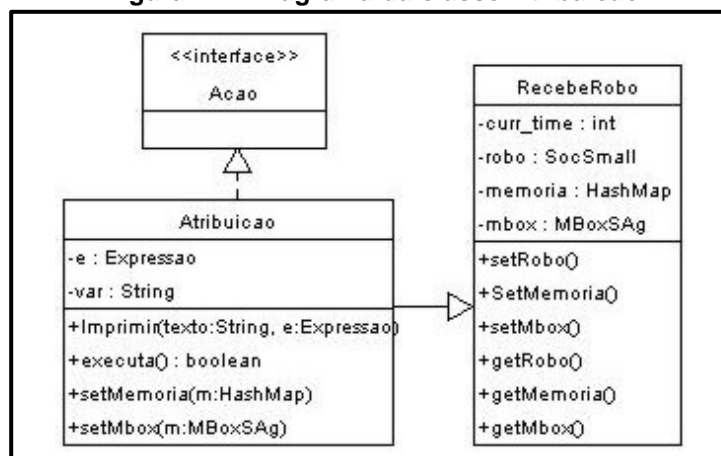 <<interface>>
Acao
Atribuicao
-e : Expressao
-var : String
+Imprimir(texto:String, e:Expressao)
+executa() : boolean
+setMemoria(m:HashMap)
+setMbox(m:MBoxSAg)
RecebeRobo
-curr_time : int
-robo : SocSmall
-memoria : HashMap
-mbox : MBoxSAg
+setRobo()
+SetMemoria()
+setMbox()
+getRobo()
+getMemoria()
+getMbox()